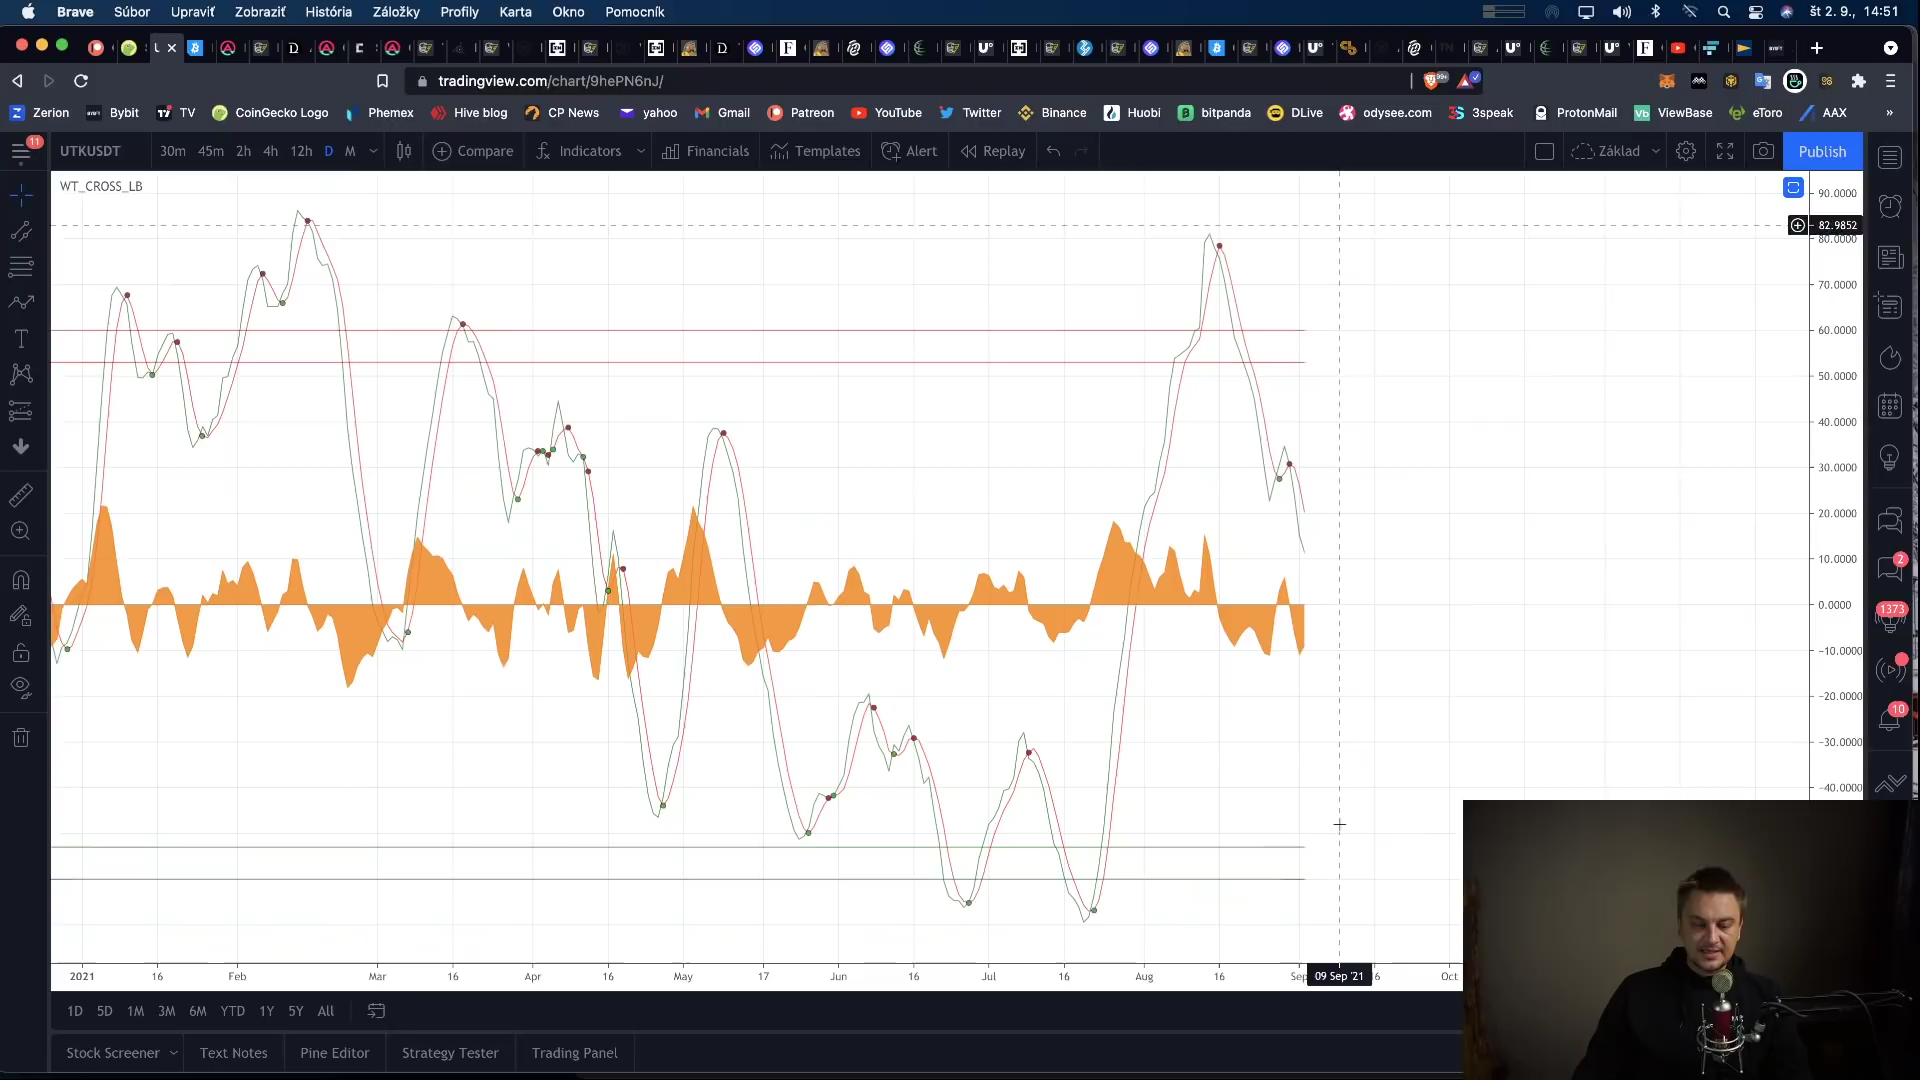 Brave Súbor Upraviť Zobraziť História Záložky Profily Karta Okno Pomocník št 2. 9., 14:51
tradingview.com/chart/9hePN6nJ/ 99+
Zerion Bybit TV CoinGecko Logo Phemex Hive blog CP News yahoo Gmail Patreon YouTube Twitter Binance Huobi bitpanda DLive odysee.com 3speak ProtonMail ViewBase eToro AAX »
11 UTKUSDT 30m 45m 2h 4h 12h D M Compare Indicators Financials Templates Alert Replay Základ Publish
WT_CROSS_LB
90.0000
82.9852
80.0000
70.0000
60.0000
50.0000
40.0000
30.0000
20.0000
10.0000
0.0000
−10.0000
−20.0000
−30.0000
−40.0000
2
1373
10
2021 16 Feb Mar 16 Apr 16 May 17 Jun 16 Jul 16 Aug 16 Sep 09 Sep '21 6 Oct
1D 5D 1M 3M 6M YTD 1Y 5Y All
Stock Screener Text Notes Pine Editor Strategy Tester Trading Panel